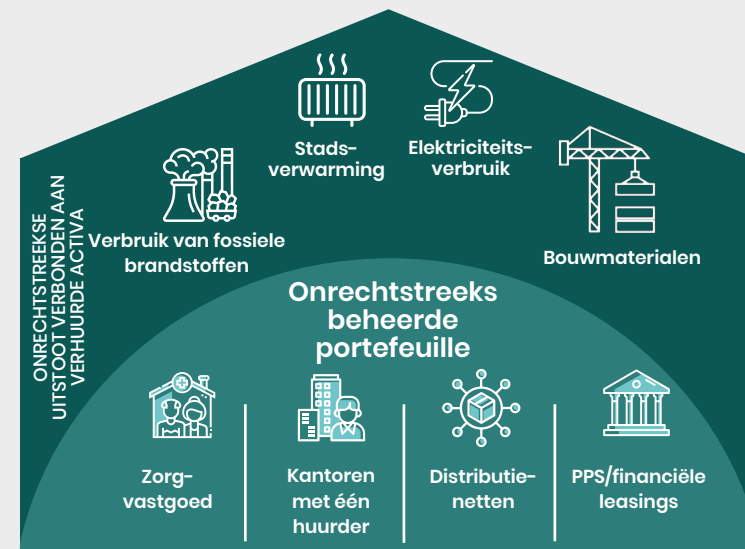 Stads-
verwarming
Elektriciteits-
verbruik
Verbruik van fossiele
brandstoffen
Bouwmaterialen
ONRECHTSTREEKSE
UITSTOOT VERBONDEN AAN
VERHUURDE ACTIVA
Onrechtstreeks
beheerde
portefeuille
Zorg-
vastgoed
Kantoren
met één
huurder
Distributie-
netten
PPS/financiële
leasings